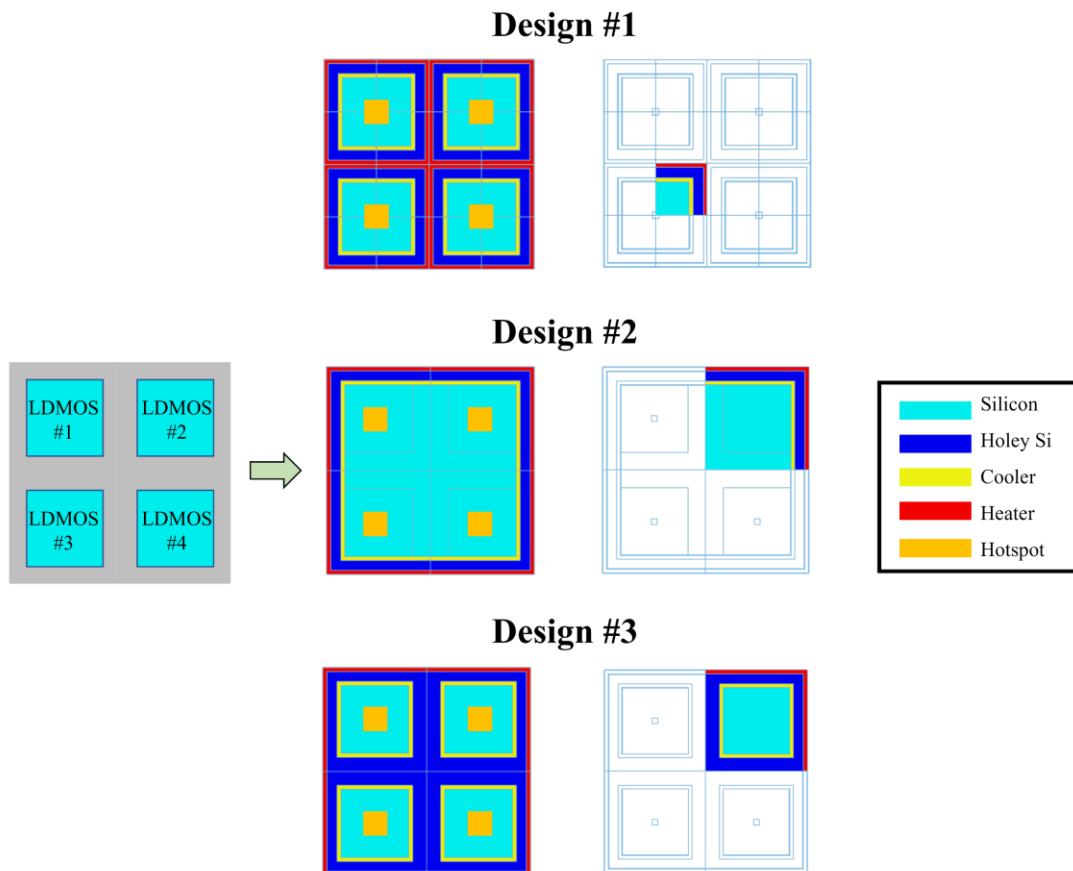 Design #1
Design #2
LDMOS
#1
LDMOS
#2
LDMOS
#3
LDMOS
#4
Silicon
Holey Si
Cooler
Heater
Hotspot
Design #3